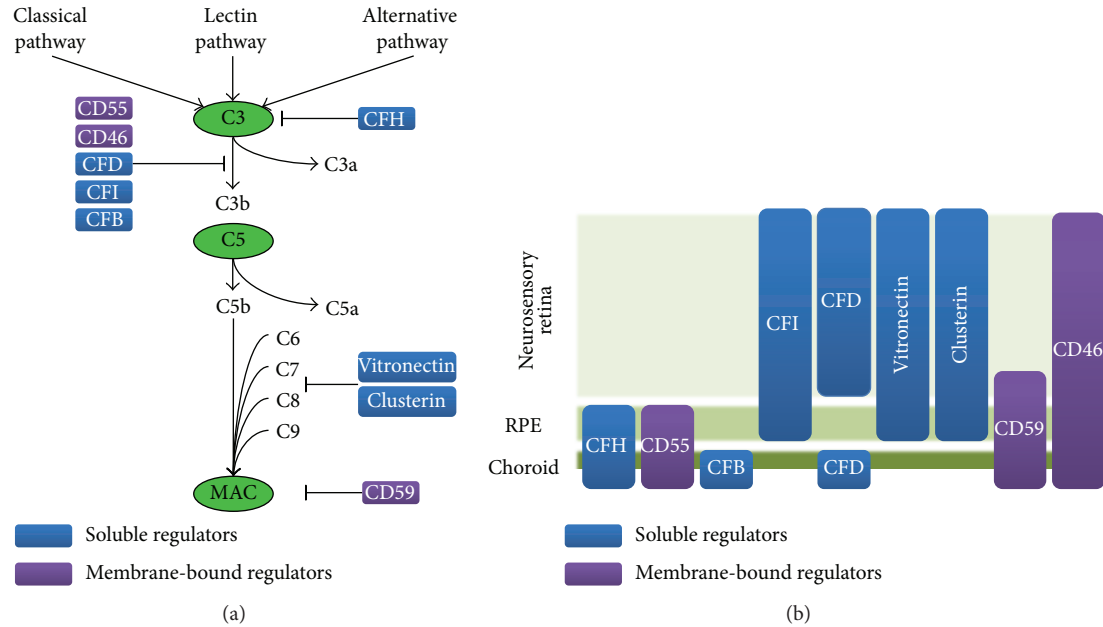 Classical
pathway
Lectin
pathway
Alternative
pathway
CD55
CD46
CFD
CFI
CFB
C3
CFH
C3a
C3b
C5
C5b
C5a
C6
C7
C8
C9
Vitronectin
Clusterin
MAC
CD59
Soluble regulators
Membrane-bound regulators
(a)
Neurosensory
retina
RPE
Choroid
CFH
CD55
CFB
CFI
CFD
CFD
Vitronectin
Clusterin
CD59
CD46
Soluble regulators
Membrane-bound regulators
(b)